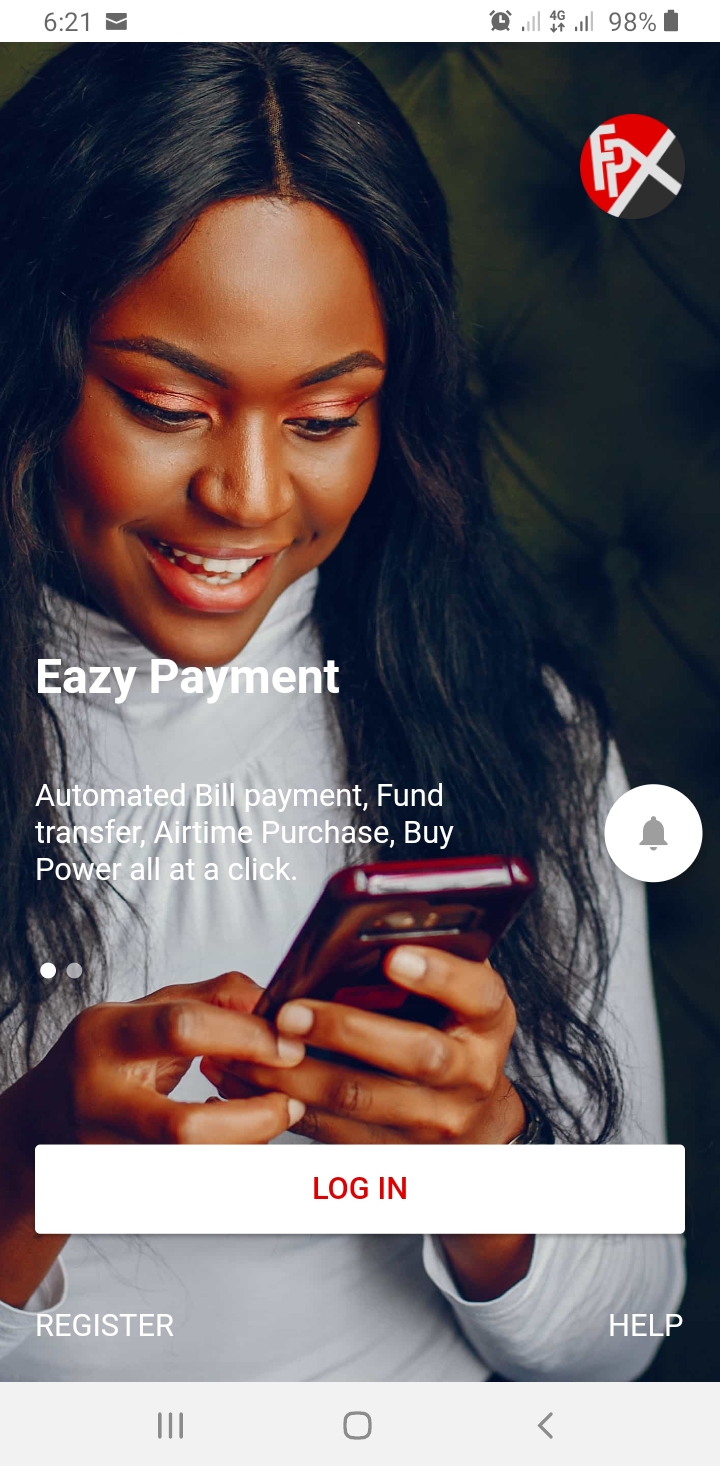 6:21
4G
98%
FPX
Eazy Payment
Automated Bill payment, Fund
transfer, Airtime Purchase, Buy
Power all at a click.
LOG IN
REGISTER
HELP